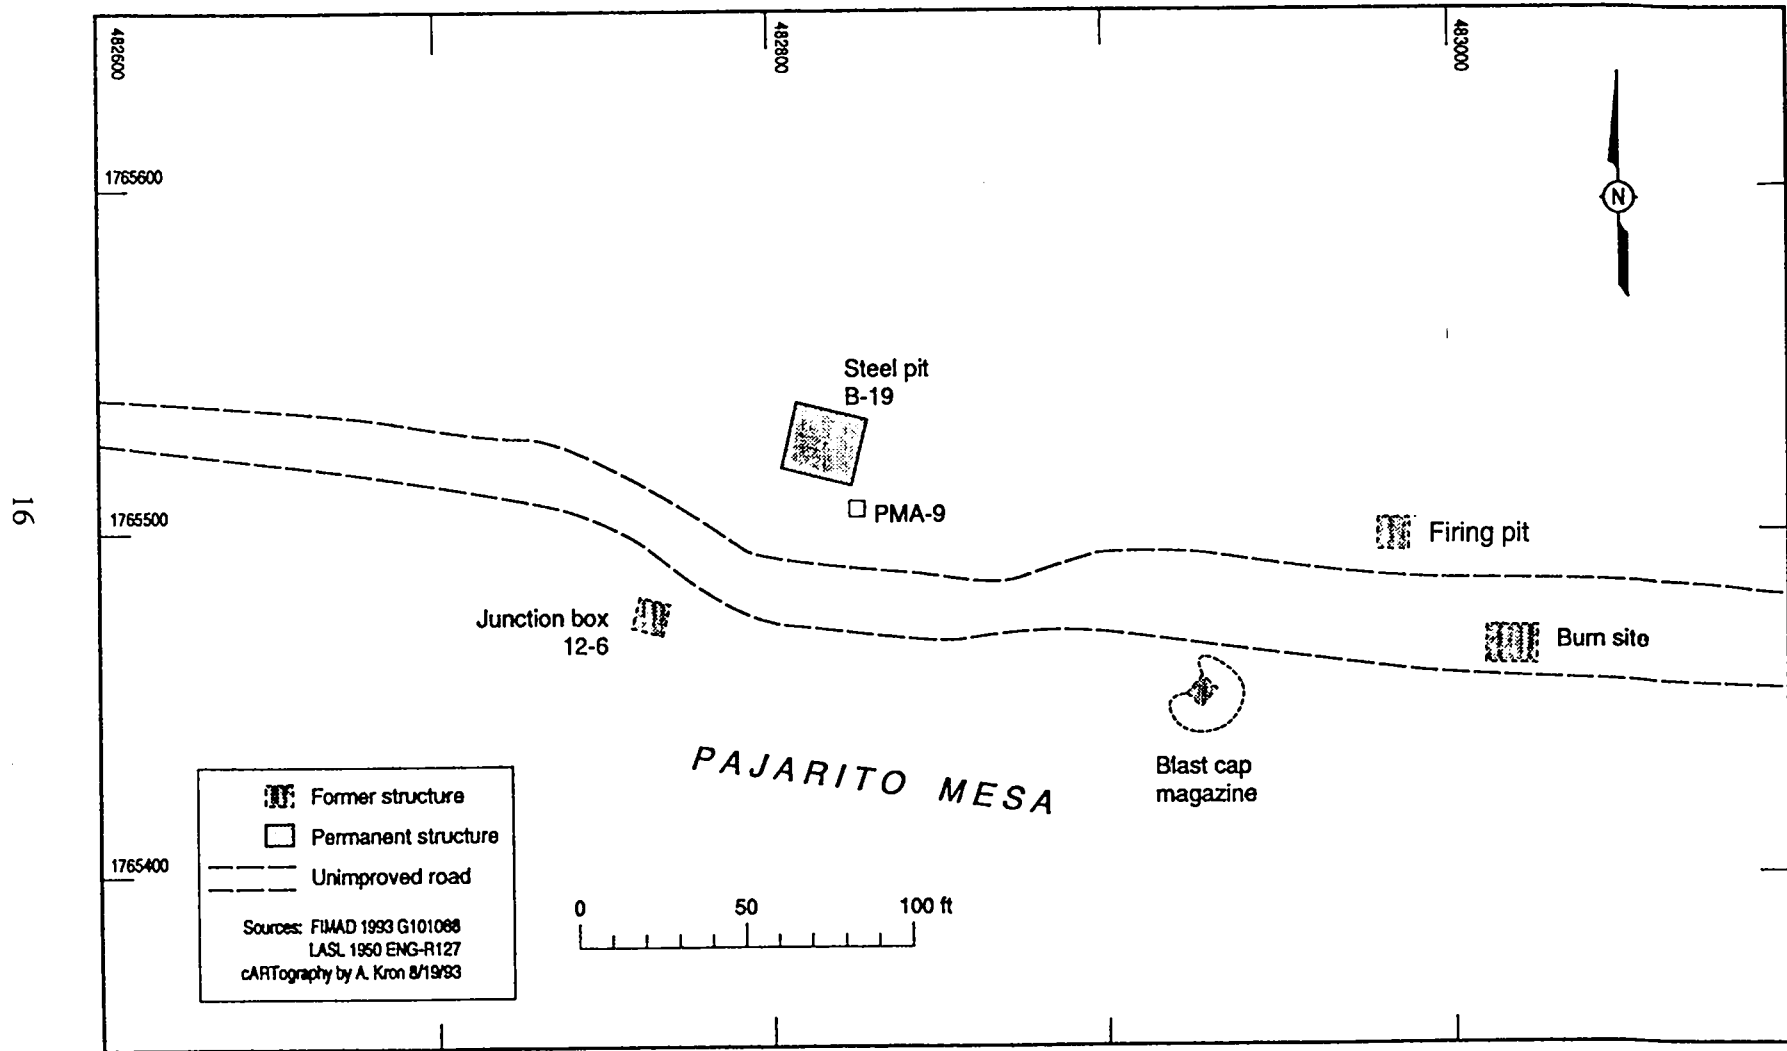 482600
482800
483000
1765600
N
Steel pit
B-19
16
1765500
PMA-9
Firing pit
Junction box
12-6
Burn site
PAJARITO MESA
Blast cap
magazine
Former structure
Permanent structure
Unimproved road
1765400
0 50 100 ft
Sources: FIMAD 1993 G101088
LASL 1950 ENG-R127
cARTography by A. Kron 8/19/93